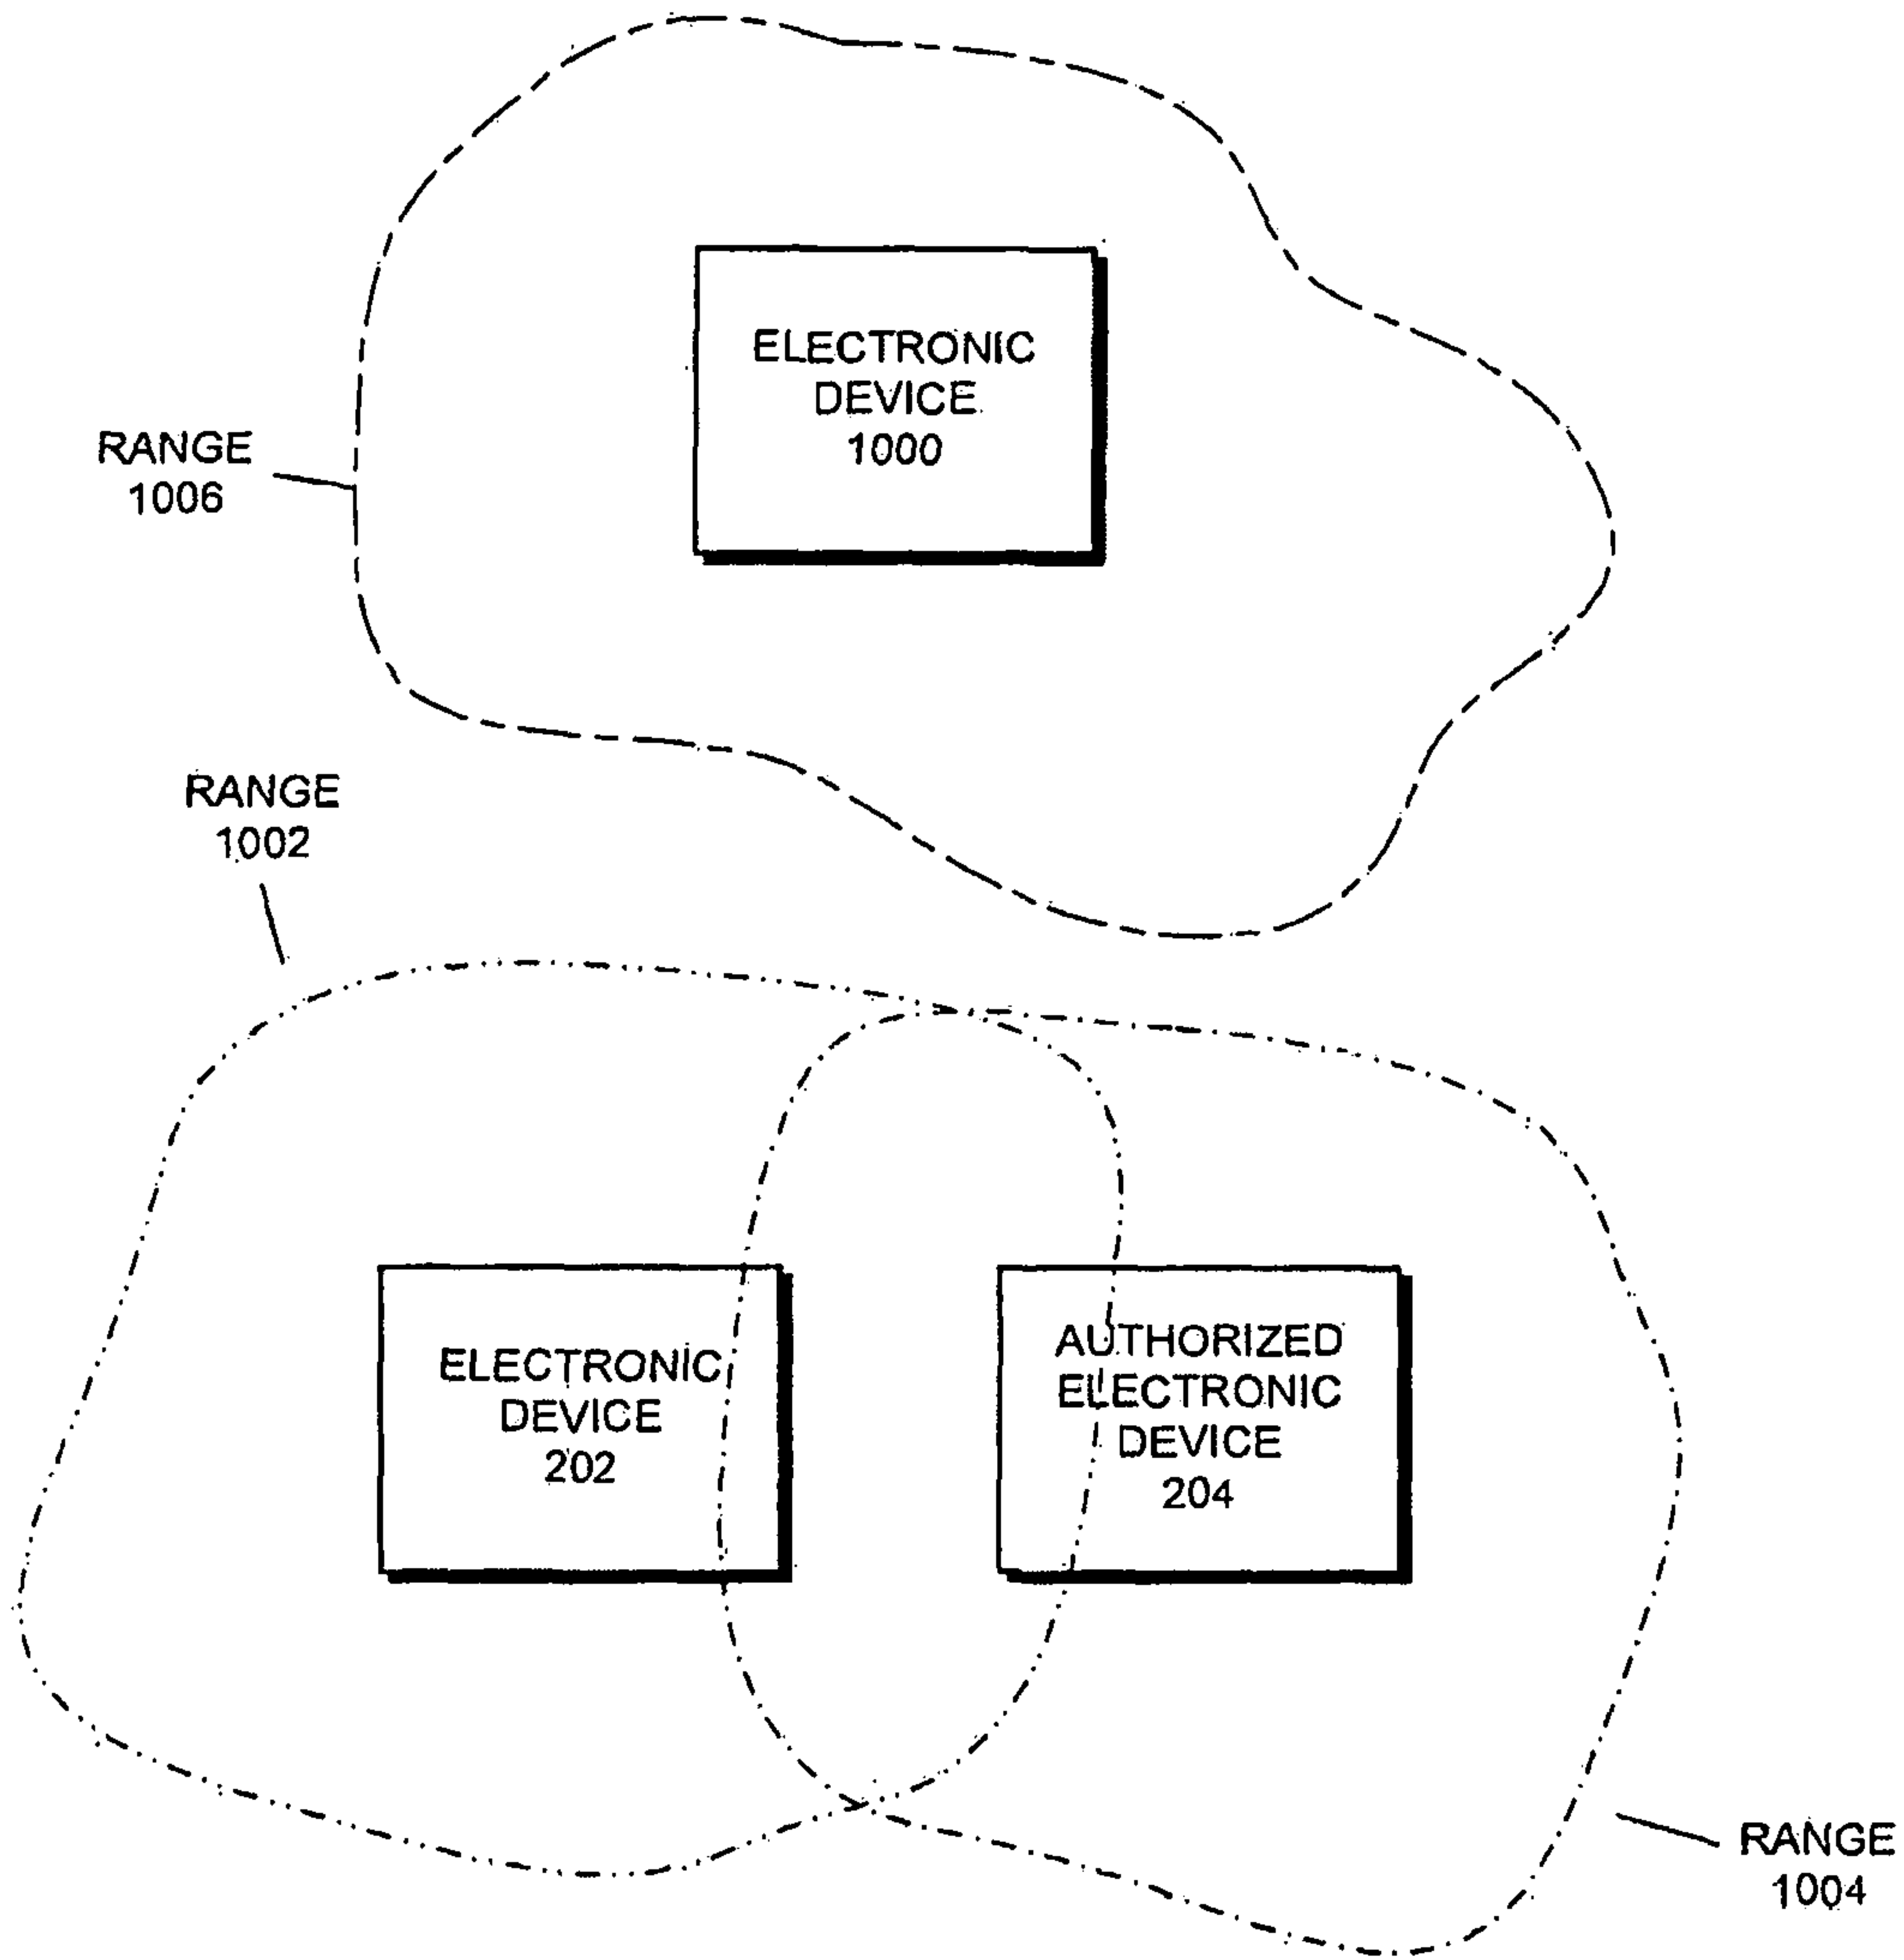 ELECTRONIC
DEVICE
1000
RANGE
1006
RANGE
1002
ELECTRONIC
DEVICE
202
AUTHORIZED
ELECTRONIC
DEVICE
204
RANGE
1004